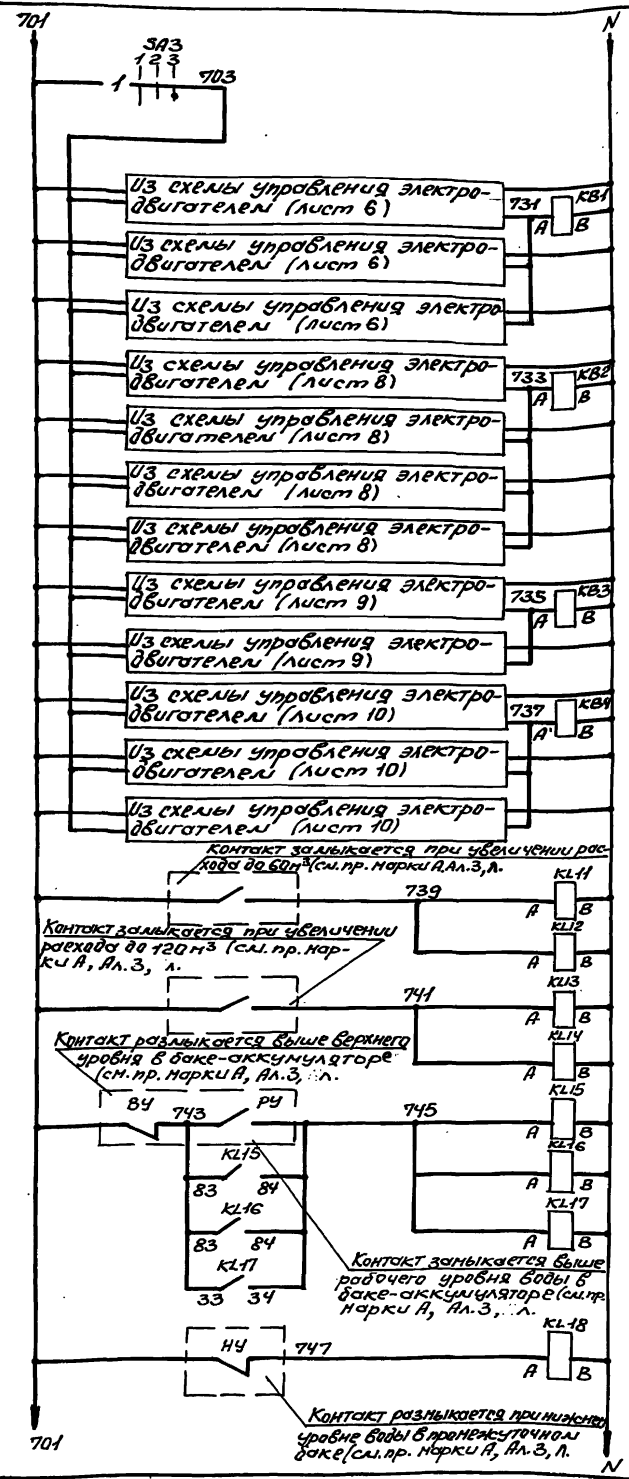 701
N
SA3
1 2 3
1
703
Из схемы управления электро-
двигателем (лист 6)
731
KB1
A
B
Из схемы управления электро-
двигателем (лист 6)
Из схемы управления электро
двигателем (лист 6)
Из схемы управления электро-
двигателем (лист 8)
733
KB2
A
B
Из схемы управления электро-
двигателем (лист 8)
Из схемы управления электро-
двигателем (лист 8)
Из схемы управления электро-
двигателем (лист 8)
Из схемы управления электро-
двигателем (лист 9)
735
KB3
A
B
Из схемы управления электро-
двигателем (лист 9)
Из схемы управления электро-
двигателем (лист 10)
737
KB4
A
B
Из схемы управления электро-
двигателем (лист 10)
Из схемы управления электро-
двигателем (лист 10)
Контакт замыкается при увеличении рас-
хода до 60м³ (см. пр. марки А, Ал.3, л.
739
KL11
A
B
KL12
A
B
Контакт замыкается при увеличении
расхода до 120 м³ (см. пр. мар-
ки А, Ал.3, л.
741
KL13
A
B
KL14
A
B
Контакт размыкается выше верхнего
уровня в баке-аккумуляторе
(см. пр. марки А, Ал.3, л.
ВУ
743
РУ
745
KL15
A
B
KL15
83
84
KL16
A
B
KL16
83
84
KL17
A
B
KL17
33
34
Контакт замыкается выше
рабочего уровня воды в
баке-аккумуляторе (см. пр.
марки А, Ал.3, л.
НУ
747
KL18
A
B
Контакт размыкается при нижнем
уровне воды в промежуточном
баке (см. пр. марки А, Ал.3, л.
701
N